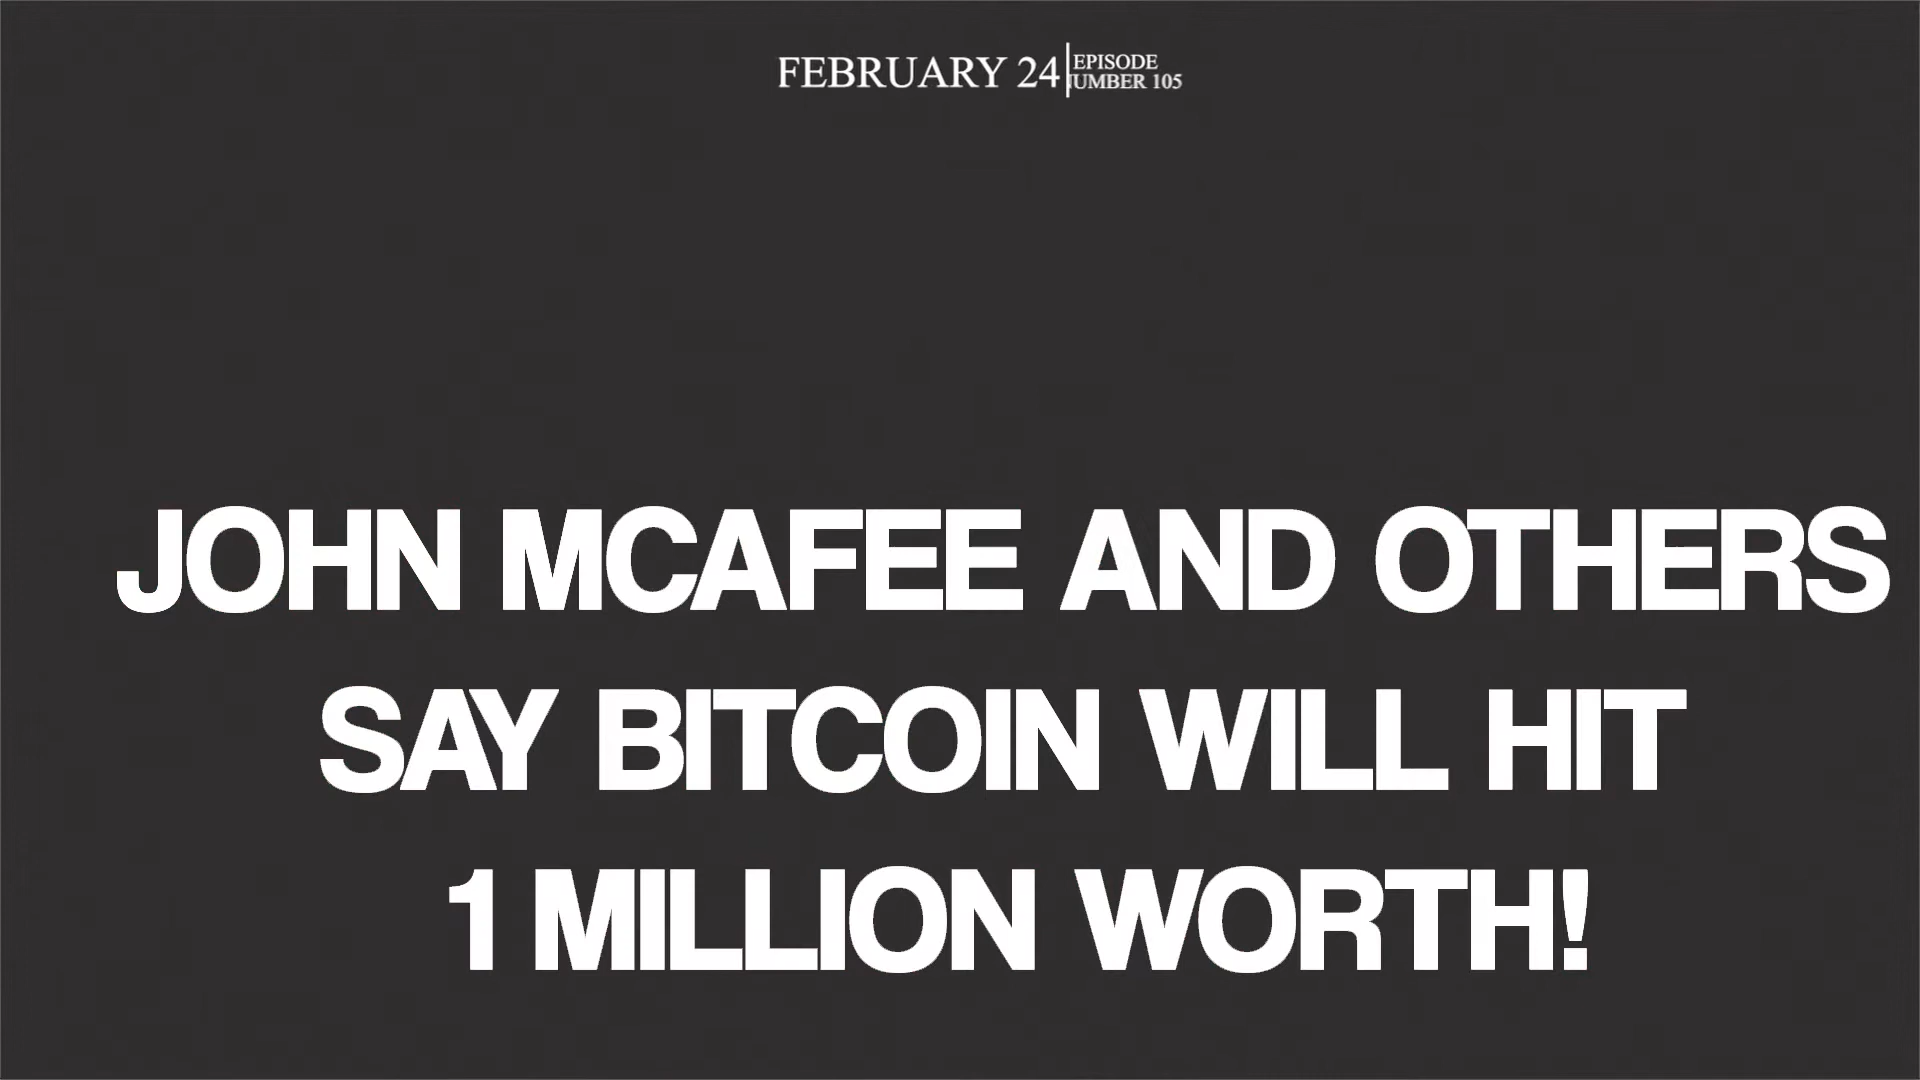 FEBRUARY 24
EPISODE
UMBER 105
JOHN MCAFEE AND OTHERS
SAY BITCOIN WILL HIT
1 MILLION WORTH!